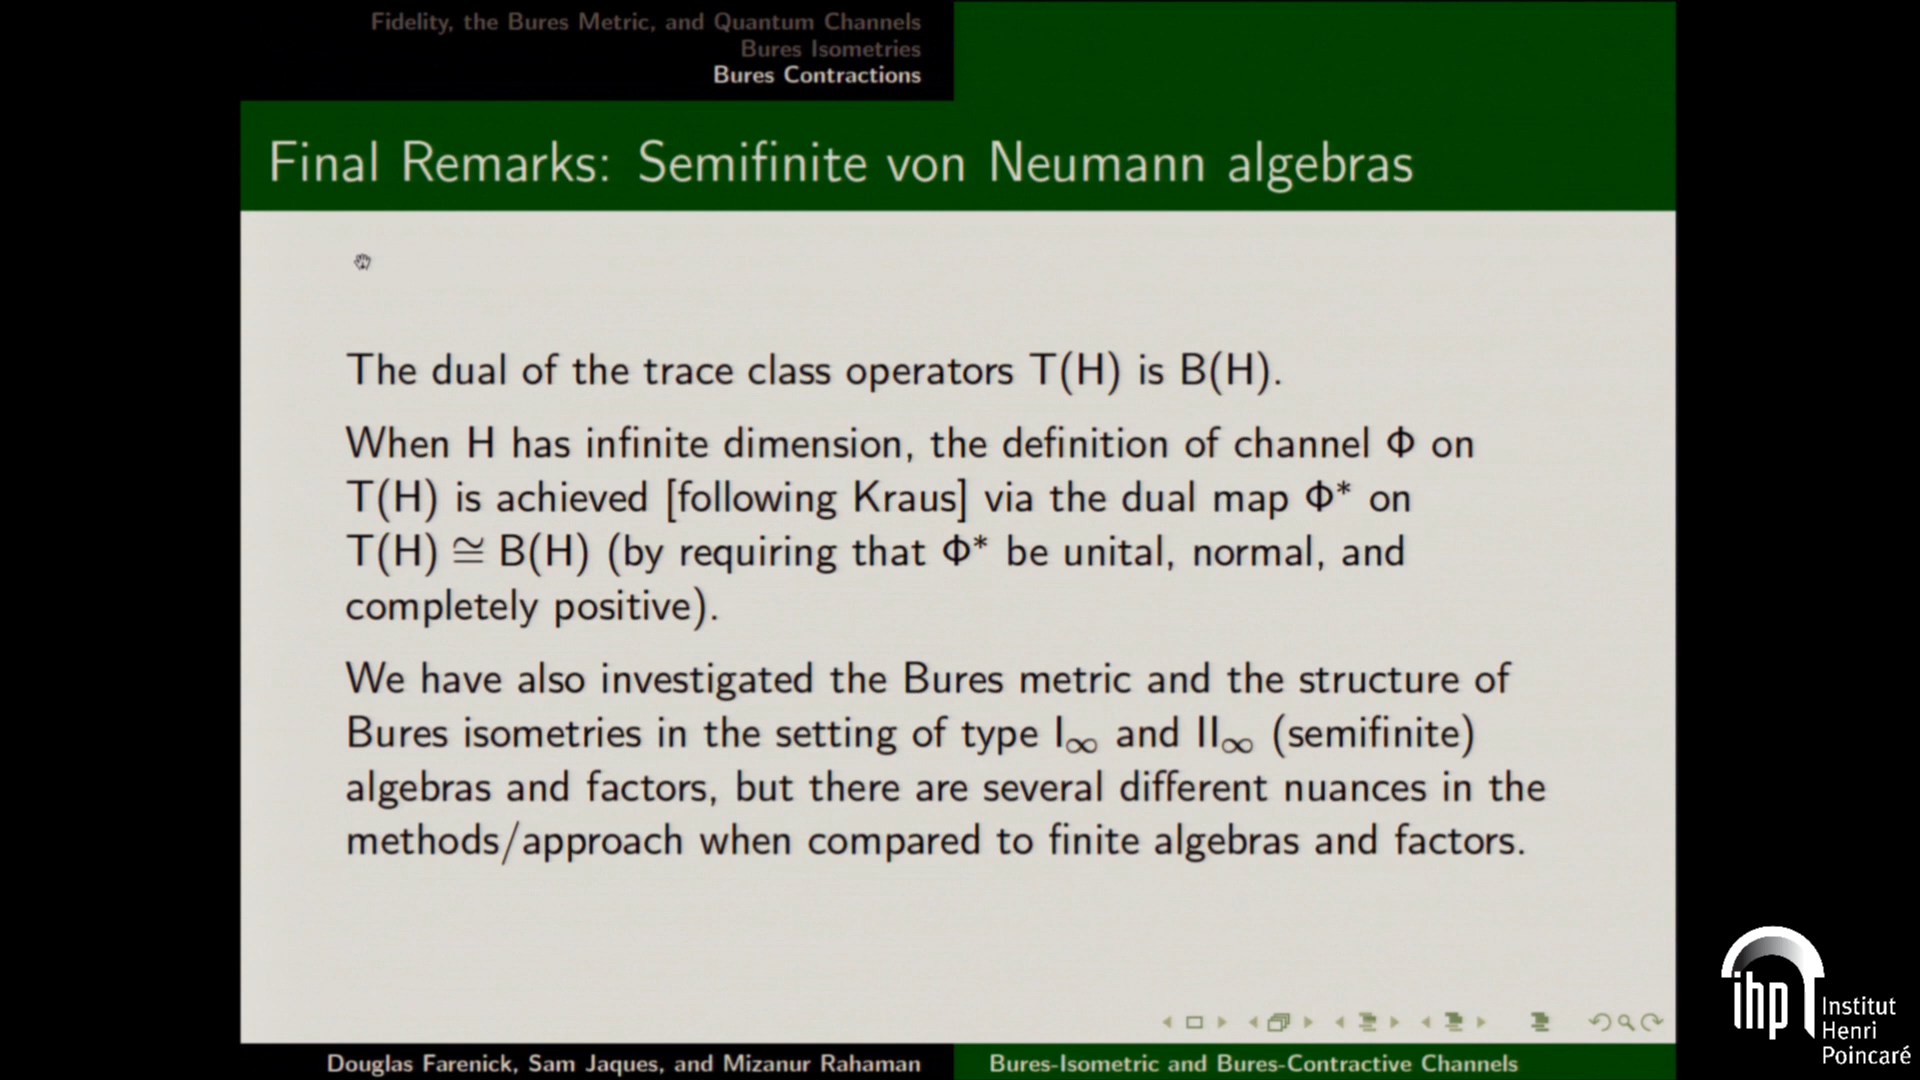 Fidelity, the Bures Metric, and Quantum Channels
Bures Isometries
Bures Contractions
Final Remarks: Semifinite von Neumann algebras
The dual of the trace class operators T(H) is B(H).
When H has infinite dimension, the definition of channel Φ on
T(H) is achieved [following Kraus] via the dual map Φ* on
T(H) ≅ B(H) (by requiring that Φ* be unital, normal, and
completely positive).
We have also investigated the Bures metric and the structure of
Bures isometries in the setting of type I∞ and II∞ (semifinite)
algebras and factors, but there are several different nuances in the
methods/approach when compared to finite algebras and factors.
Douglas Farenick, Sam Jaques, and Mizanur Rahaman
Bures-Isometric and Bures-Contractive Channels
ihp
Institut
Henri
Poincaré